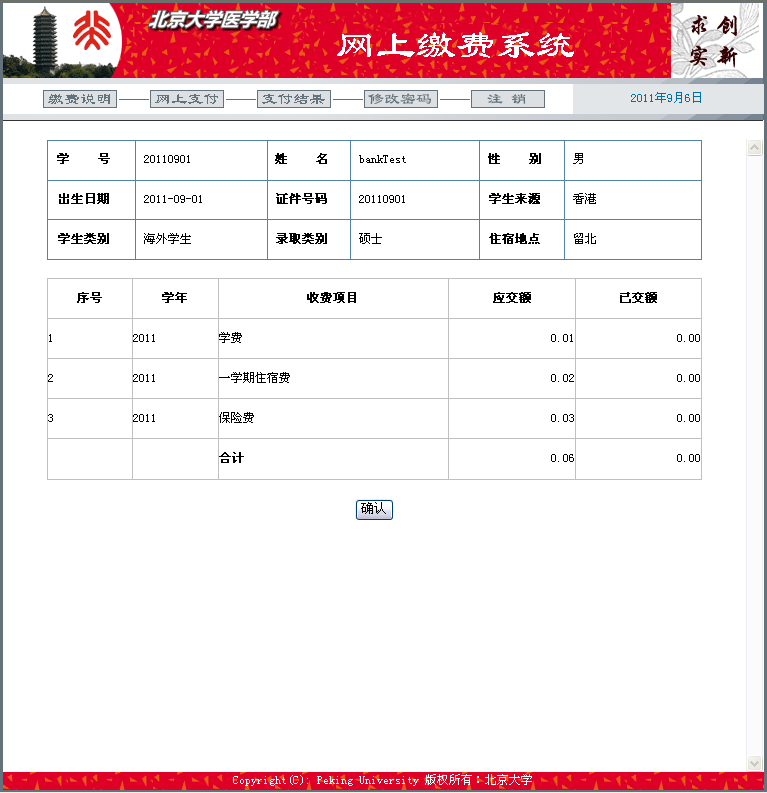 北京大学医学部
网上缴费系统
求实 创新
缴费说明 网上支付 支付结果 修改密码 注 销 2011年9月6日
学 号 20110901 姓 名 bankTest 性 别 男
出生日期 2011-09-01 证件号码 20110901 学生来源 香港
学生类别 海外学生 录取类别 硕士 住宿地点 留北
序号 学年 收费项目 应交额 已交额
1 2011 学费 0.01 0.00
2 2011 一学期住宿费 0.02 0.00
3 2011 保险费 0.03 0.00
合计 0.06 0.00
确认
Copyright(C): Peking University 版权所有：北京大学